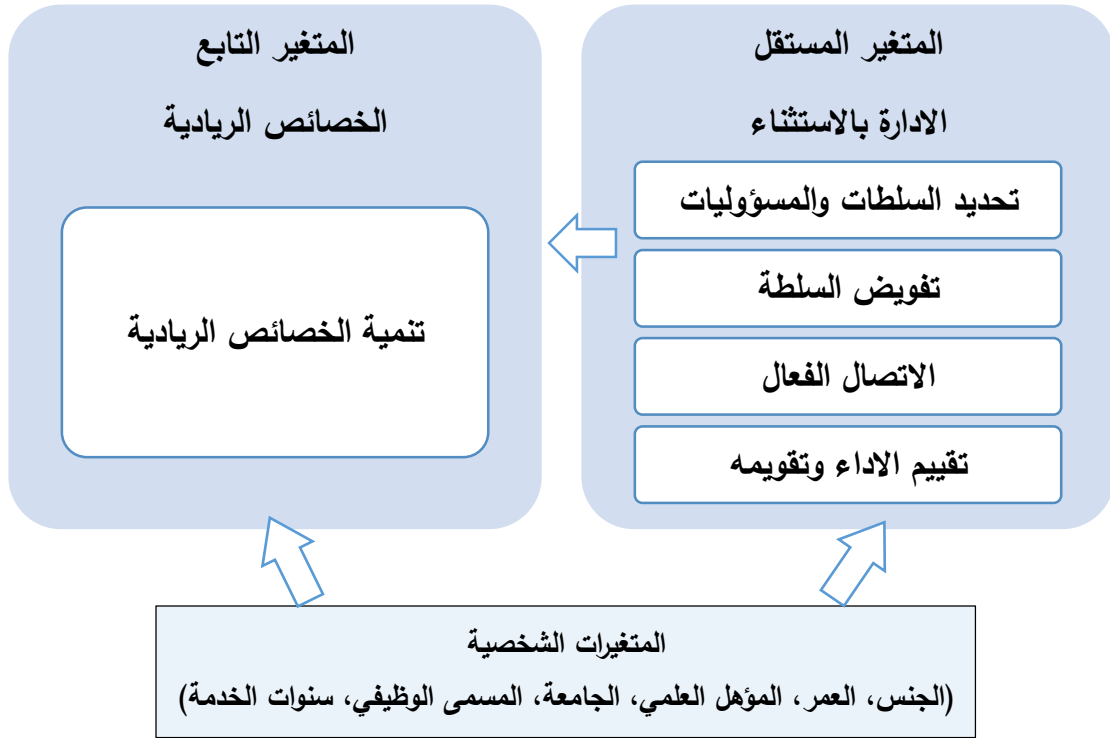 المتغير المستقل
الادارة بالاستثناء
تحديد السلطات والمسؤوليات
تفويض السلطة
الاتصال الفعال
تقييم الاداء وتقويمه
المتغير التابع
الخصائص الريادية
تنمية الخصائص الريادية
المتغيرات الشخصية
(الجنس، العمر، المؤهل العلمي، الجامعة، المسمى الوظيفي، سنوات الخدمة)